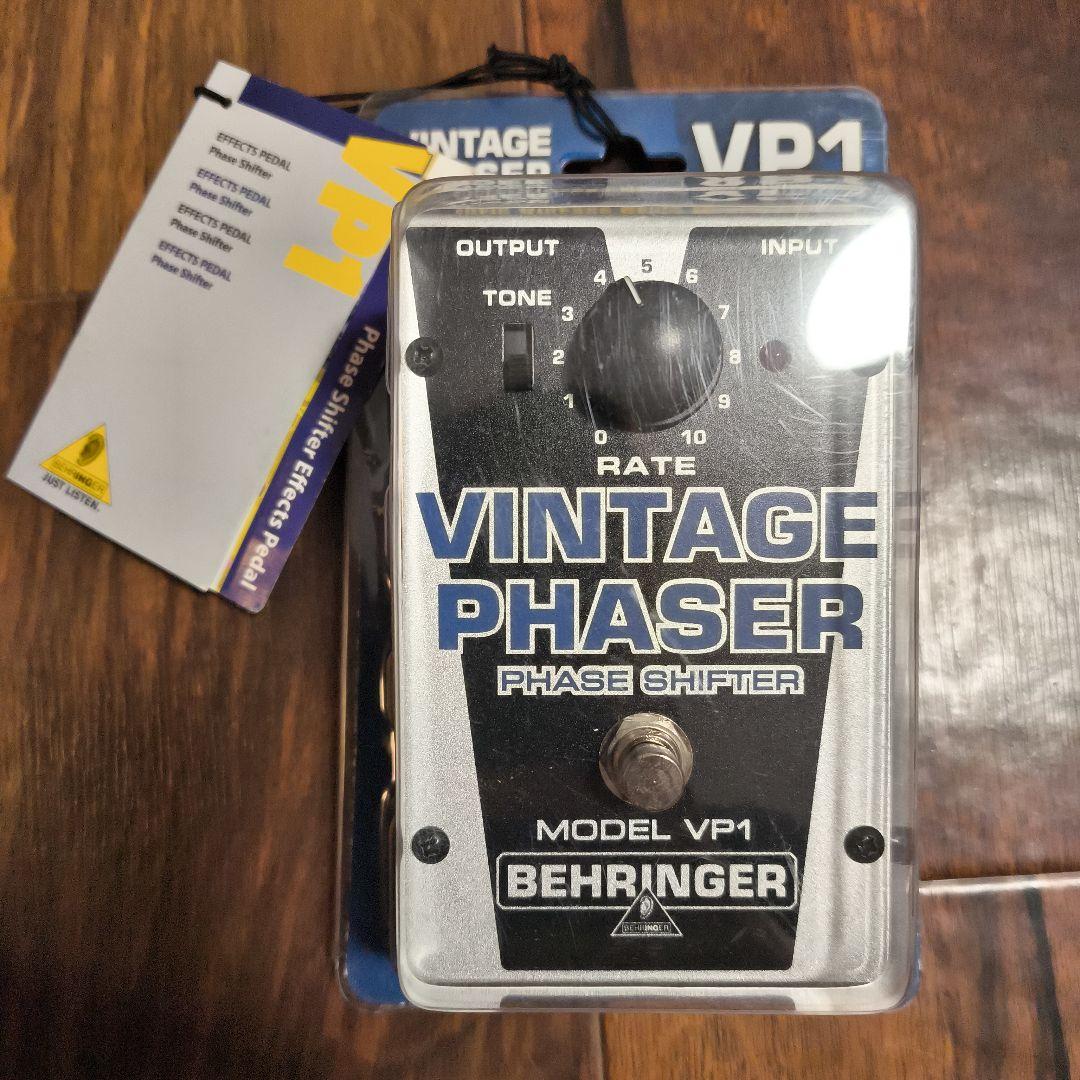 EFFECTS PEDAL
Phase Shifter
EFFECTS PEDAL
Phase Shifter
EFFECTS PEDAL
Phase Shifter
EFFECTS PEDAL
Phase Shifter
VP1
Phase Shifter Effects Pedal
BEHRINGER
JUST LISTEN.
VINTAGE
VP1
OUTPUT
INPUT
TONE
0 1 2 3 4 5 6 7 8 9 10
RATE
VINTAGE
PHASER
PHASE SHIFTER
MODEL VP1
BEHRINGER
BEHRINGER